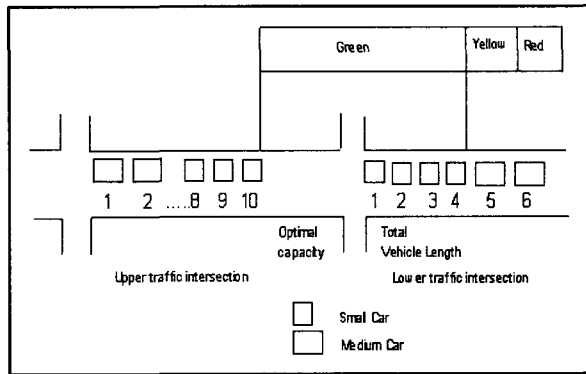 Green Yellow Red
1 2 .....8 9 10 1 2 3 4 5 6
Optimal capacity
Total Vehicle Length
Upper traffic intersection Lower traffic intersection
Small Car
Medium Car